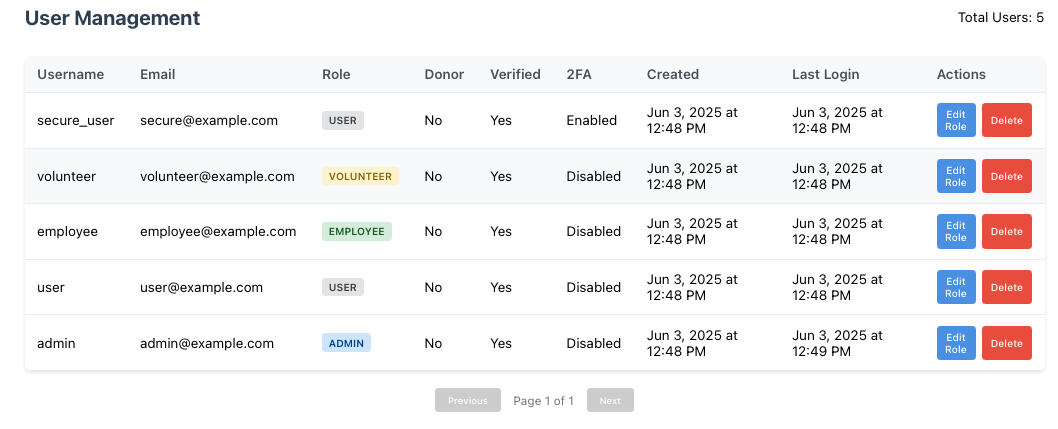 User Management
Total Users: 5
Username Email Role Donor Verified 2FA Created Last Login Actions
secure_user secure@example.com USER No Yes Enabled Jun 3, 2025 at 12:48 PM Jun 3, 2025 at 12:48 PM Edit Role Delete
volunteer volunteer@example.com VOLUNTEER No Yes Disabled Jun 3, 2025 at 12:48 PM Jun 3, 2025 at 12:48 PM Edit Role Delete
employee employee@example.com EMPLOYEE No Yes Disabled Jun 3, 2025 at 12:48 PM Jun 3, 2025 at 12:48 PM Edit Role Delete
user user@example.com USER No Yes Disabled Jun 3, 2025 at 12:48 PM Jun 3, 2025 at 12:48 PM Edit Role Delete
admin admin@example.com ADMIN No Yes Disabled Jun 3, 2025 at 12:48 PM Jun 3, 2025 at 12:49 PM Edit Role Delete
Previous Page 1 of 1 Next